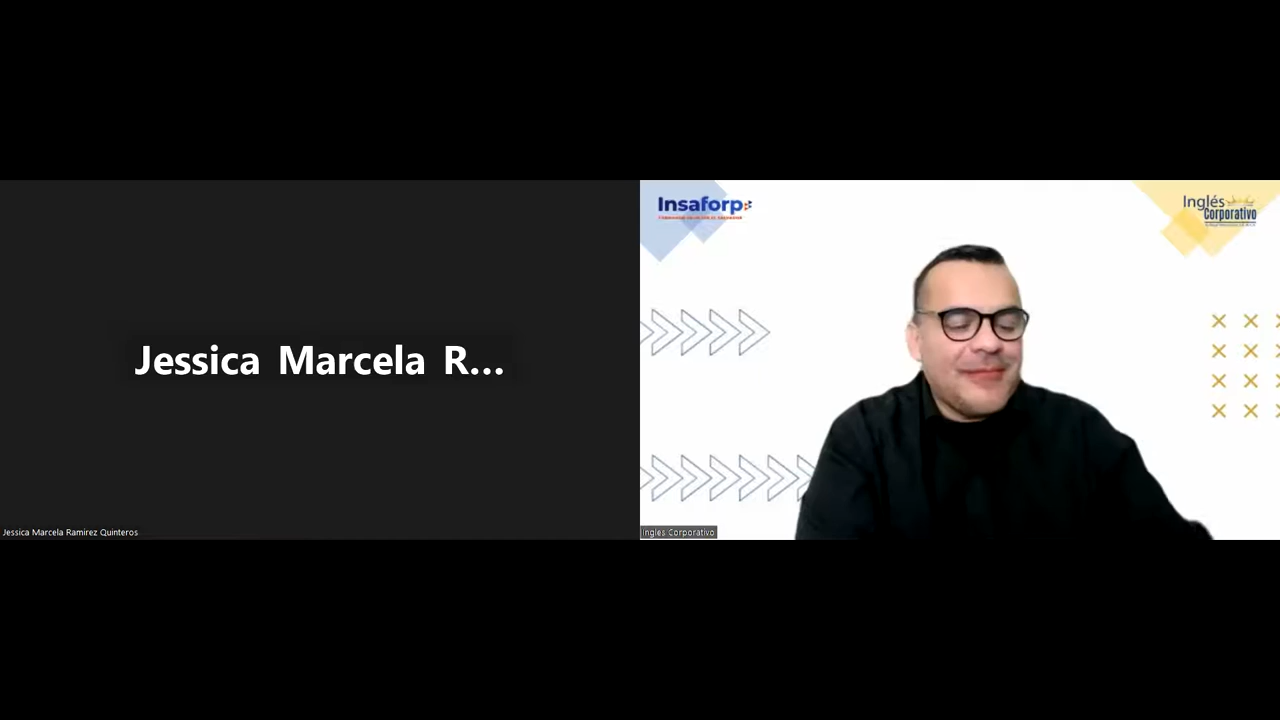 Jessica Marcela R...
Jessica Marcela Ramirez Quinteros
Insaforp
Inglés
Corporativo
Ingles Corporativo